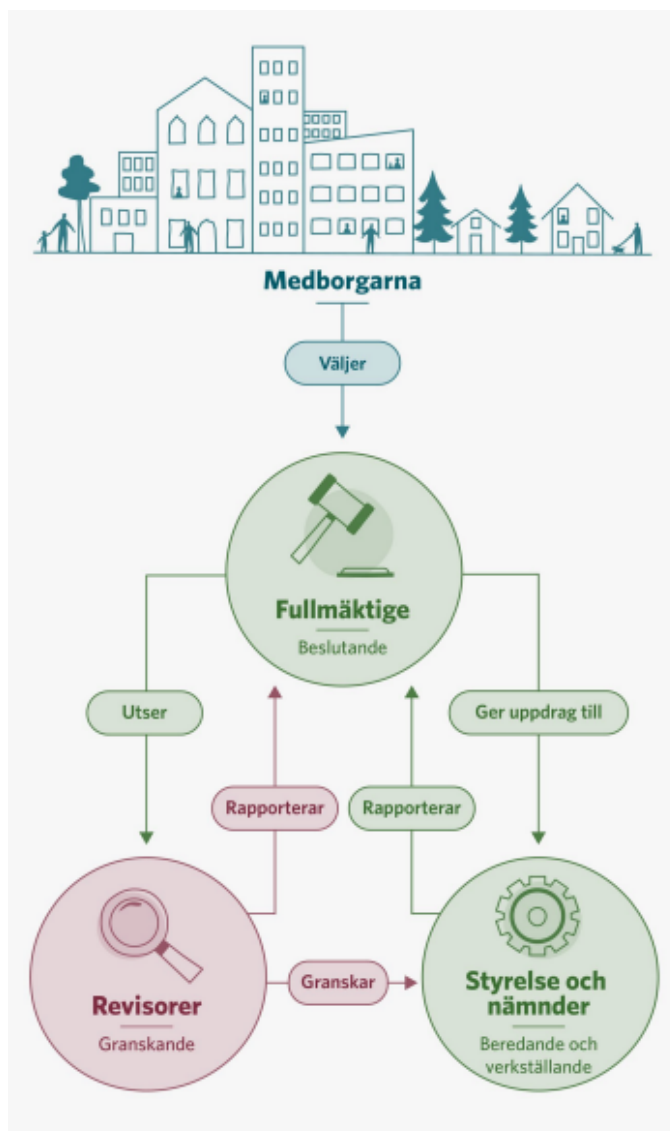 Medborgarna
Väljer
Fullmäktige
Beslutande
Utser
Ger uppdrag till
Rapporterar
Rapporterar
Granskar
Revisorer
Granskande
Styrelse och
nämnder
Beredande och
verkställande